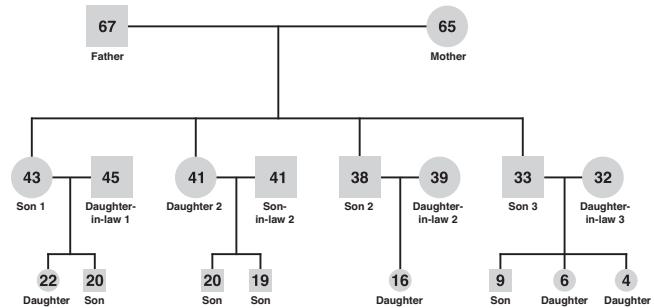 67
65
Father
Mother
43
45
41
41
38
39
33
32
Son 1
Daughter-
in-law 1
Daughter 2
Son-
in-law 2
Son 2
Daughter-
in-law 2
Son 3
Daughter-
in-law 3
22
20
20
19
16
9
6
4
Daughter
Son
Son
Son
Daughter
Son
Daughter
Daughter